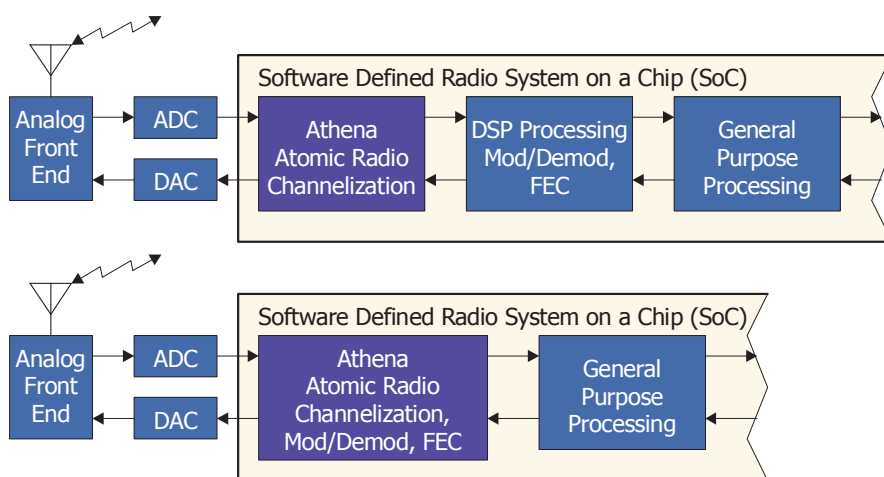 Software Defined Radio System on a Chip (SoC)
Analog
Front
End
ADC
DAC
Athena
Atomic Radio
Channelization
DSP Processing
Mod/Demod,
FEC
General
Purpose
Processing
Software Defined Radio System on a Chip (SoC)
Analog
Front
End
ADC
DAC
Athena
Atomic Radio
Channelization,
Mod/Demod, FEC
General
Purpose
Processing